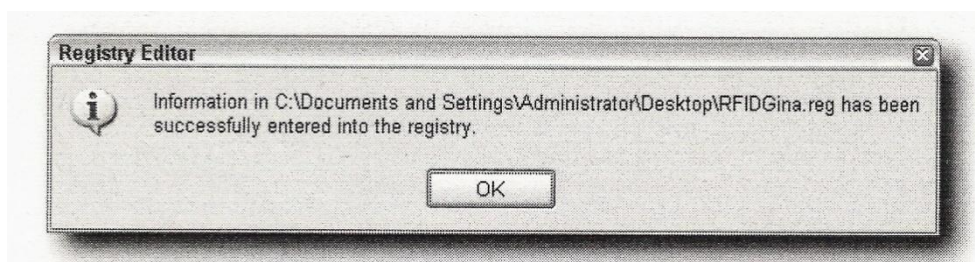 Registry Editor
Information in C:\Documents and Settings\Administrator\Desktop\RFIDGina.reg has been
successfully entered into the registry.
OK